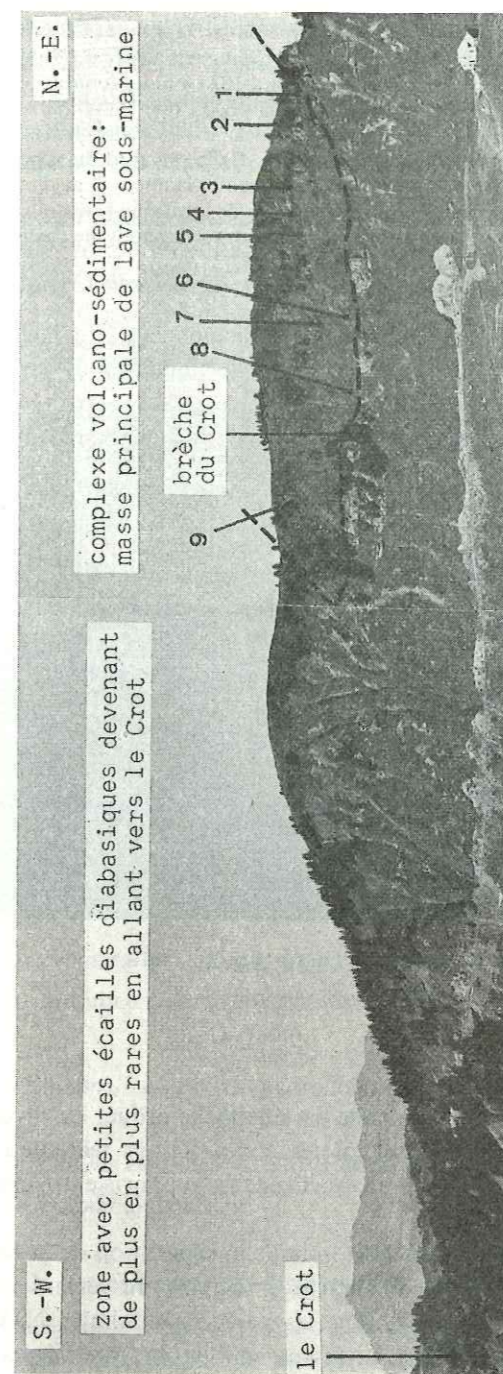 S.-W.
N.-E.
zone avec petites écailles diabasiques devenant
de plus en plus rares en allant vers le Crot
complexe volcano-sédimentaire:
masse principale de lave sous-marine
le Crot
brèche
du Crot
9
8
7
6
5
4
3
2
1